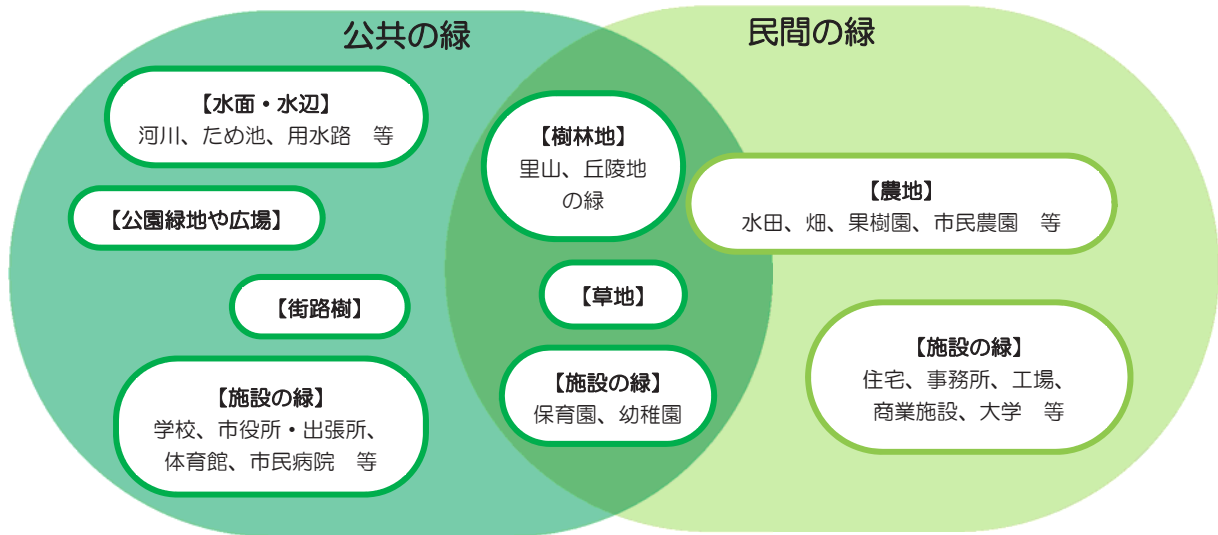 公共の緑
民間の緑
【水面・水辺】
河川、ため池、用水路　等
【公園緑地や広場】
【街路樹】
【施設の緑】
学校、市役所・出張所、
体育館、市民病院　等
【樹林地】
里山、丘陵地
の緑
【草地】
【施設の緑】
保育園、幼稚園
【農地】
水田、畑、果樹園、市民農園　等
【施設の緑】
住宅、事務所、工場、
商業施設、大学　等